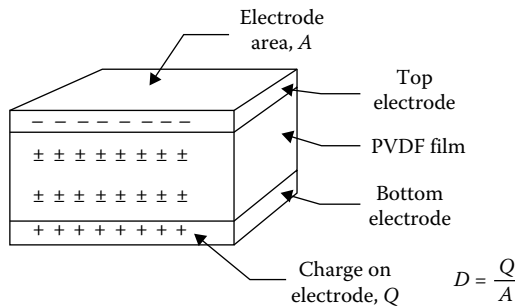 Electrode
area, A
Top
electrode
PVDF film
Bottom
electrode
− − − − − − − −
± ± ± ± ± ± ± ±
± ± ± ± ± ± ± ±
+ + + + + + + +
Charge on
electrode, Q
D = Q/A